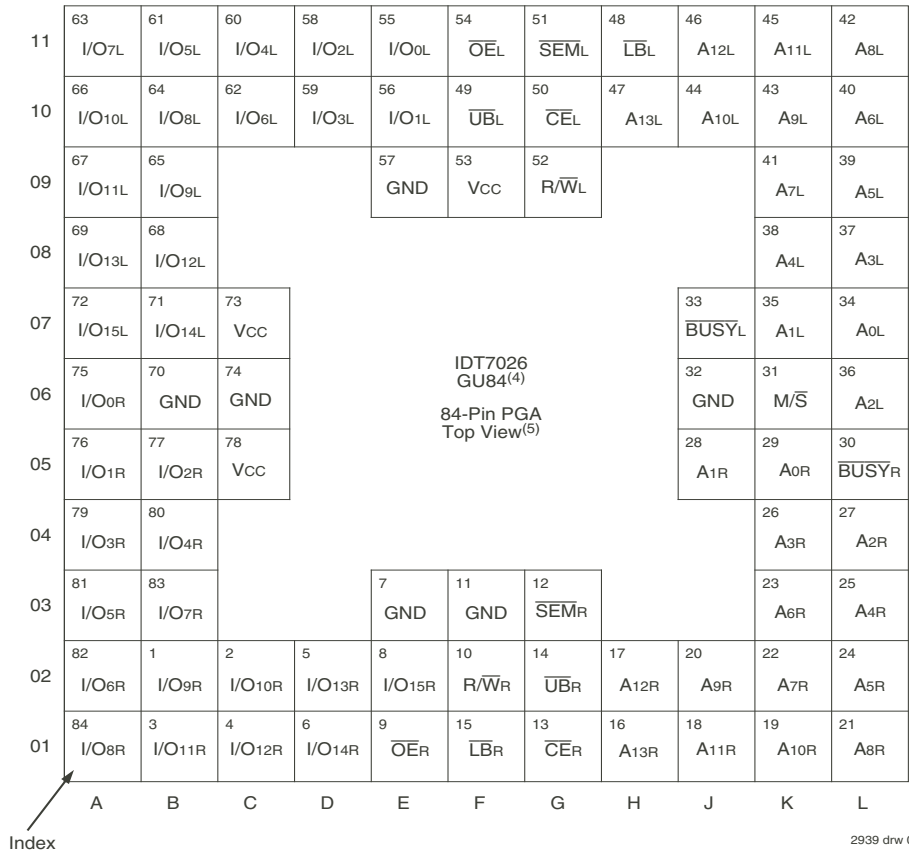 63 61 60 58 55 54 51 48 46 45 42
11 I/O7L I/O5L I/O4L I/O2L I/O0L OEL SEML LBL A12L A11L A8L
66 64 62 59 56 49 50 47 44 43 40
10 I/O10L I/O8L I/O6L I/O3L I/O1L UBL CEL A13L A10L A9L A6L
67 65 57 53 52 41 39
09 I/O11L I/O9L GND VCC R/WL A7L A5L
69 68 38 37
08 I/O13L I/O12L A4L A3L
72 71 73 33 35 34
07 I/O15L I/O14L VCC BUSYL A1L A0L
IDT7026
GU84(4)
75 70 74 32 31 36
06 I/O0R GND GND GND M/S A2L
84-Pin PGA
Top View(5)
76 77 78 28 29 30
05 I/O1R I/O2R VCC A1R A0R BUSYR
79 80 26 27
04 I/O3R I/O4R A3R A2R
81 83 7 11 12 23 25
03 I/O5R I/O7R GND GND SEMR A6R A4R
82 1 2 5 8 10 14 17 20 22 24
02 I/O6R I/O9R I/O10R I/O13R I/O15R R/WR UBR A12R A9R A7R A5R
84 3 4 6 9 15 13 16 18 19 21
01 I/O8R I/O11R I/O12R I/O14R OER LBR CER A13R A11R A10R A8R
A B C D E F G H J K L
Index
2939 drw